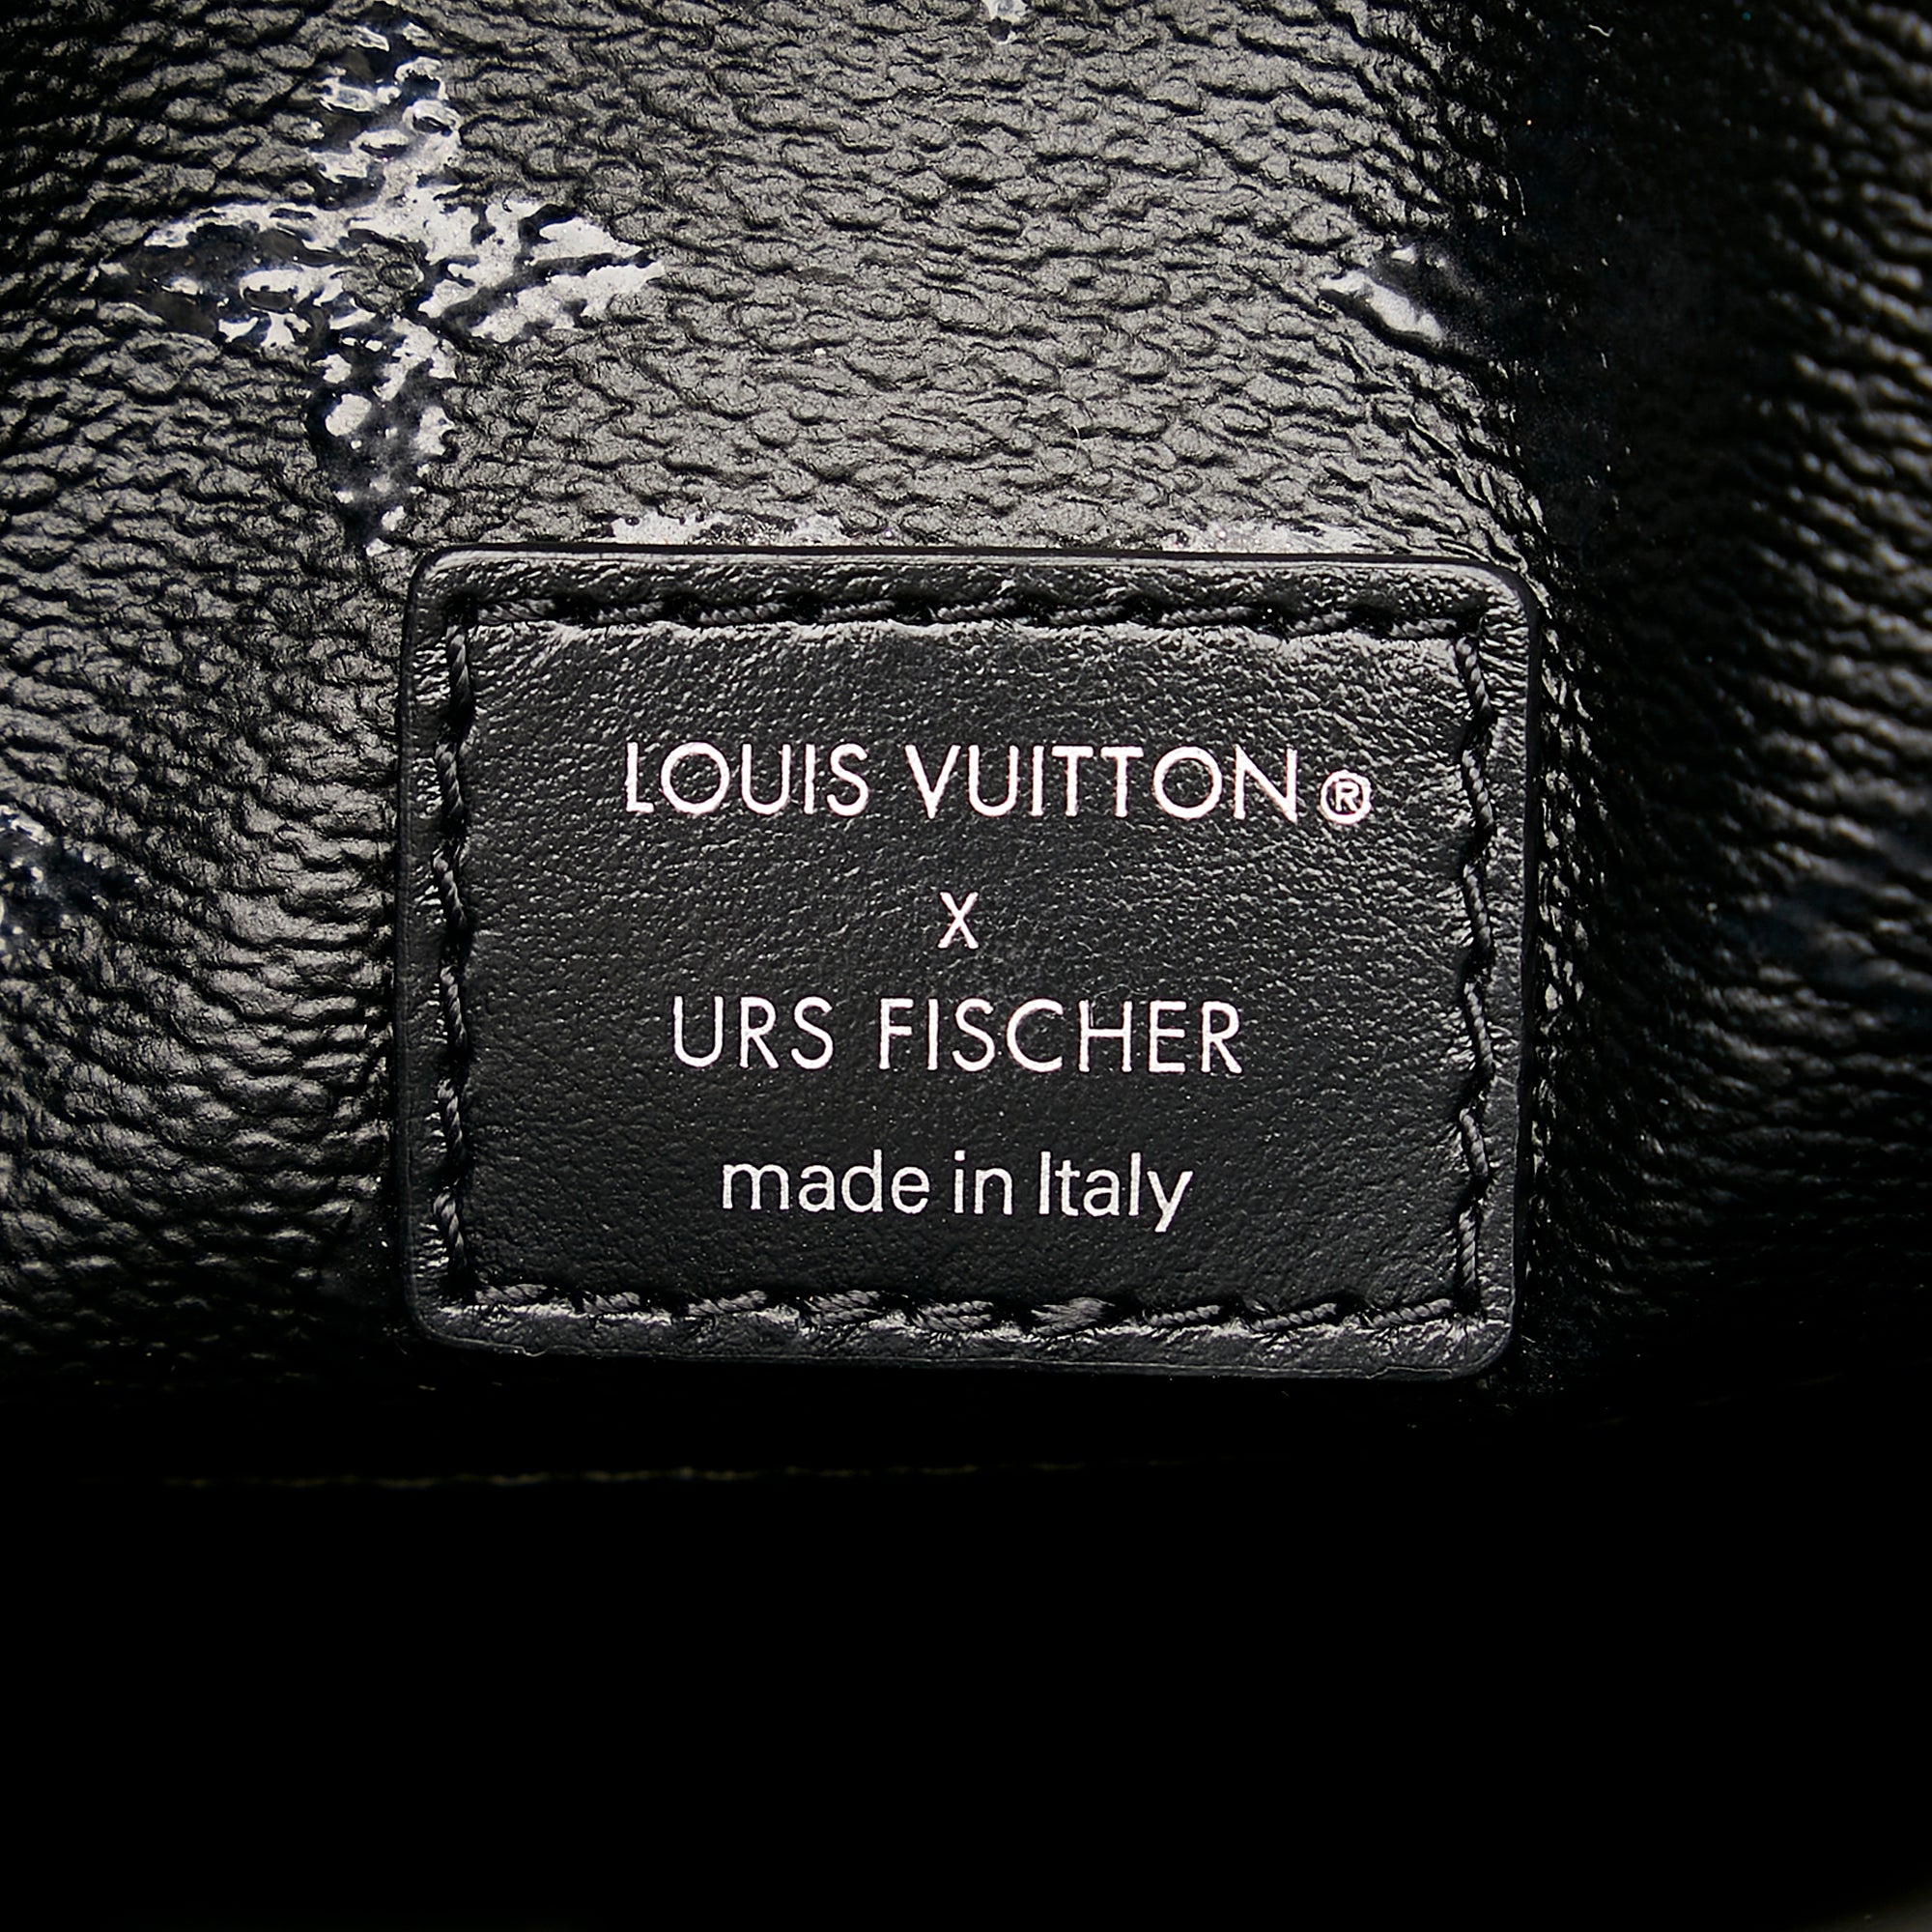 LOUIS VUITTON®
X
URS FISCHER
made in Italy